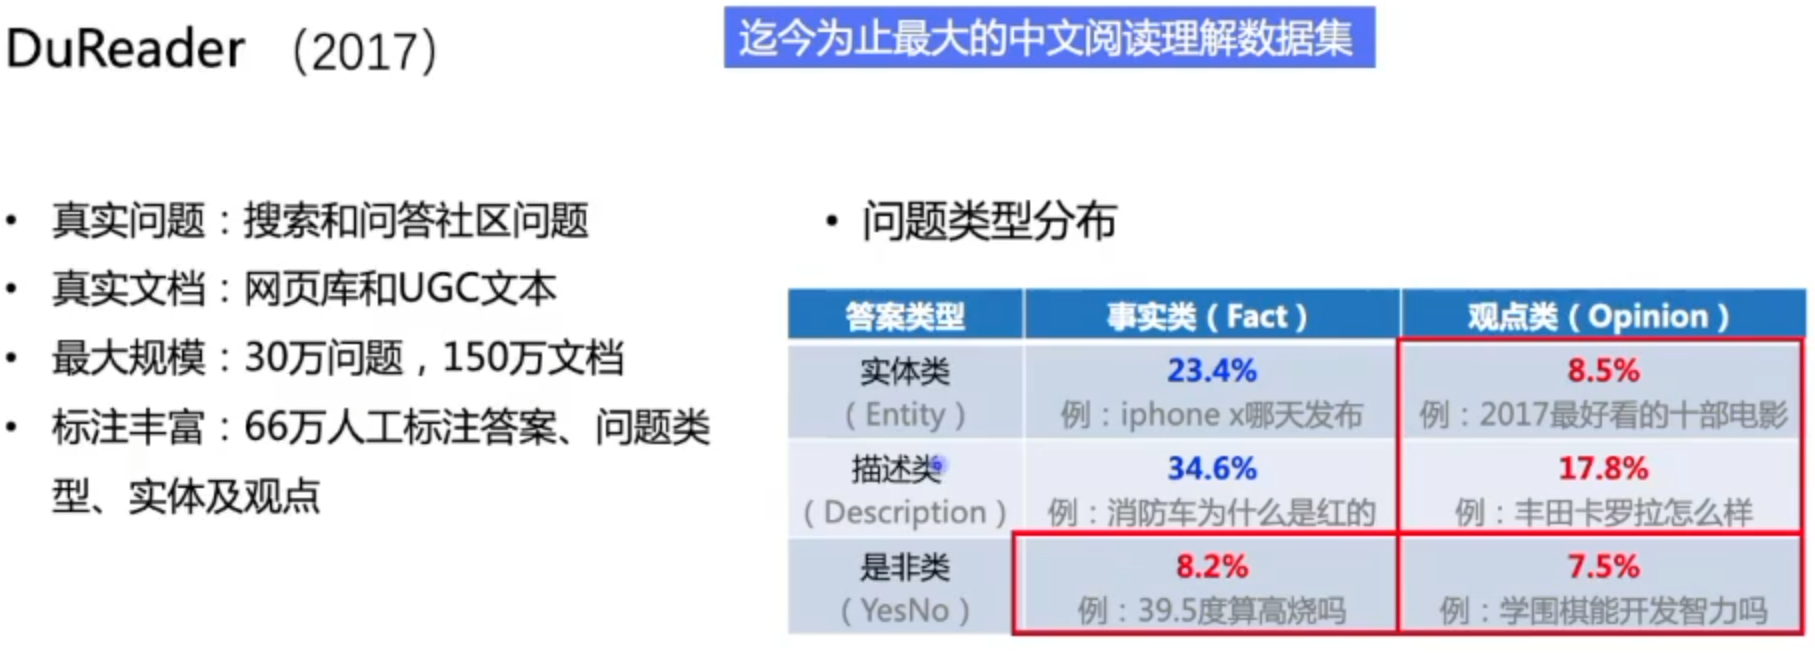 DuReader （2017）
迄今为止最大的中文阅读理解数据集
• 真实问题：搜索和问答社区问题
• 真实文档：网页库和UGC文本
• 最大规模：30万问题，150万文档
• 标注丰富：66万人工标注答案、问题类
型、实体及观点
• 问题类型分布
答案类型 事实类（Fact） 观点类（Opinion）
实体类 23.4% 8.5%
（Entity） 例：iphone x哪天发布 例：2017最好看的十部电影
描述类 34.6% 17.8%
（Description） 例：消防车为什么是红的 例：丰田卡罗拉怎么样
是非类 8.2% 7.5%
（YesNo） 例：39.5度算高烧吗 例：学围棋能开发智力吗